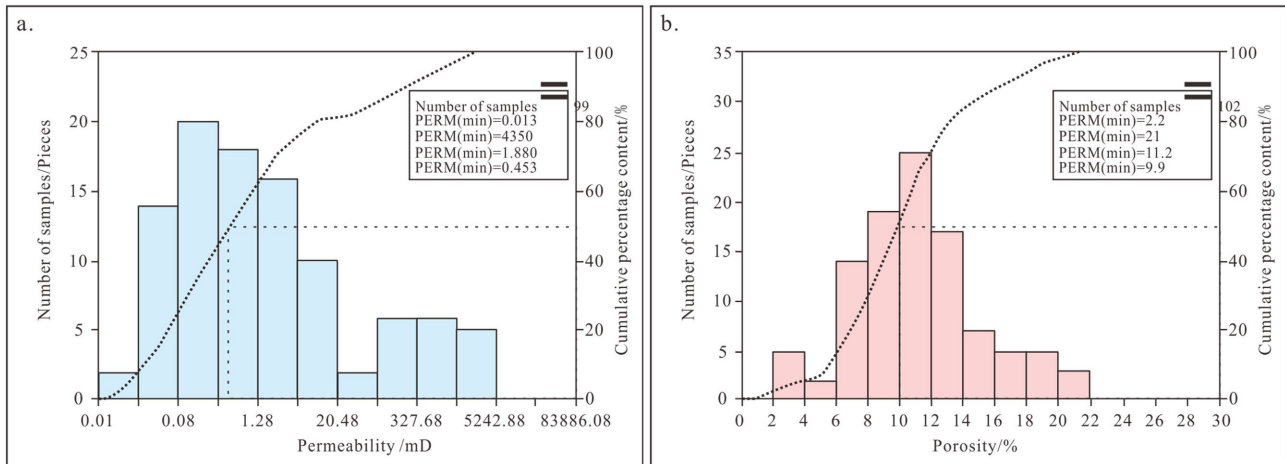 a.
25
20
15
10
5
0
Number of samples/Pieces
100
80
60
40
20
0
Cumulative percentage content/%
Number of samples 99
PERM(min)=0.013
PERM(min)=4350
PERM(min)=1.880
PERM(min)=0.453
0.01 0.08 1.28 20.48 327.68 5242.88 83886.08
Permeability /mD
b.
35
30
25
20
15
10
5
0
Number of samples/Pieces
100
80
60
40
20
0
Cumulative percentage content/%
Number of samples 102
PERM(min)=2.2
PERM(min)=21
PERM(min)=11.2
PERM(min)=9.9
0 2 4 6 8 10 12 14 16 18 20 22 24 26 28 30
Porosity/%